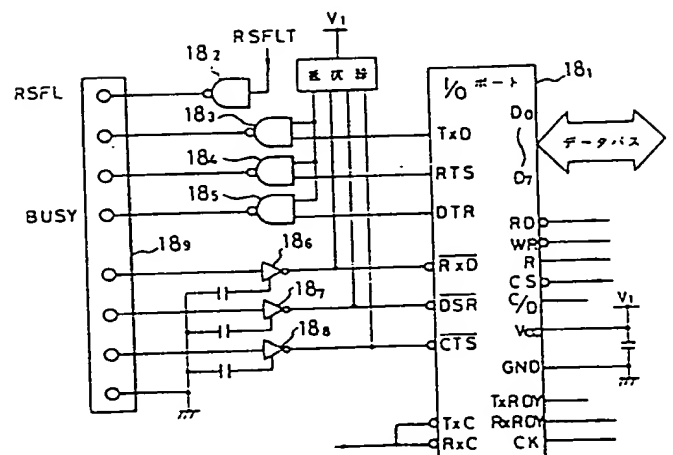 V₁
RSFLT
18₂
RSFL
I/O ポート
18₁
D₀
データバス
D₇
18₃
TxD
18₄
RTS
18₅
DTR
BUSY
18₉
18₆
RxD
18₇
DSR
18₈
CTS
RD
WR
R
CS
C/D
V₁
Vcc
GND
TxRDY
TxC
RxRDY
RxC
CK